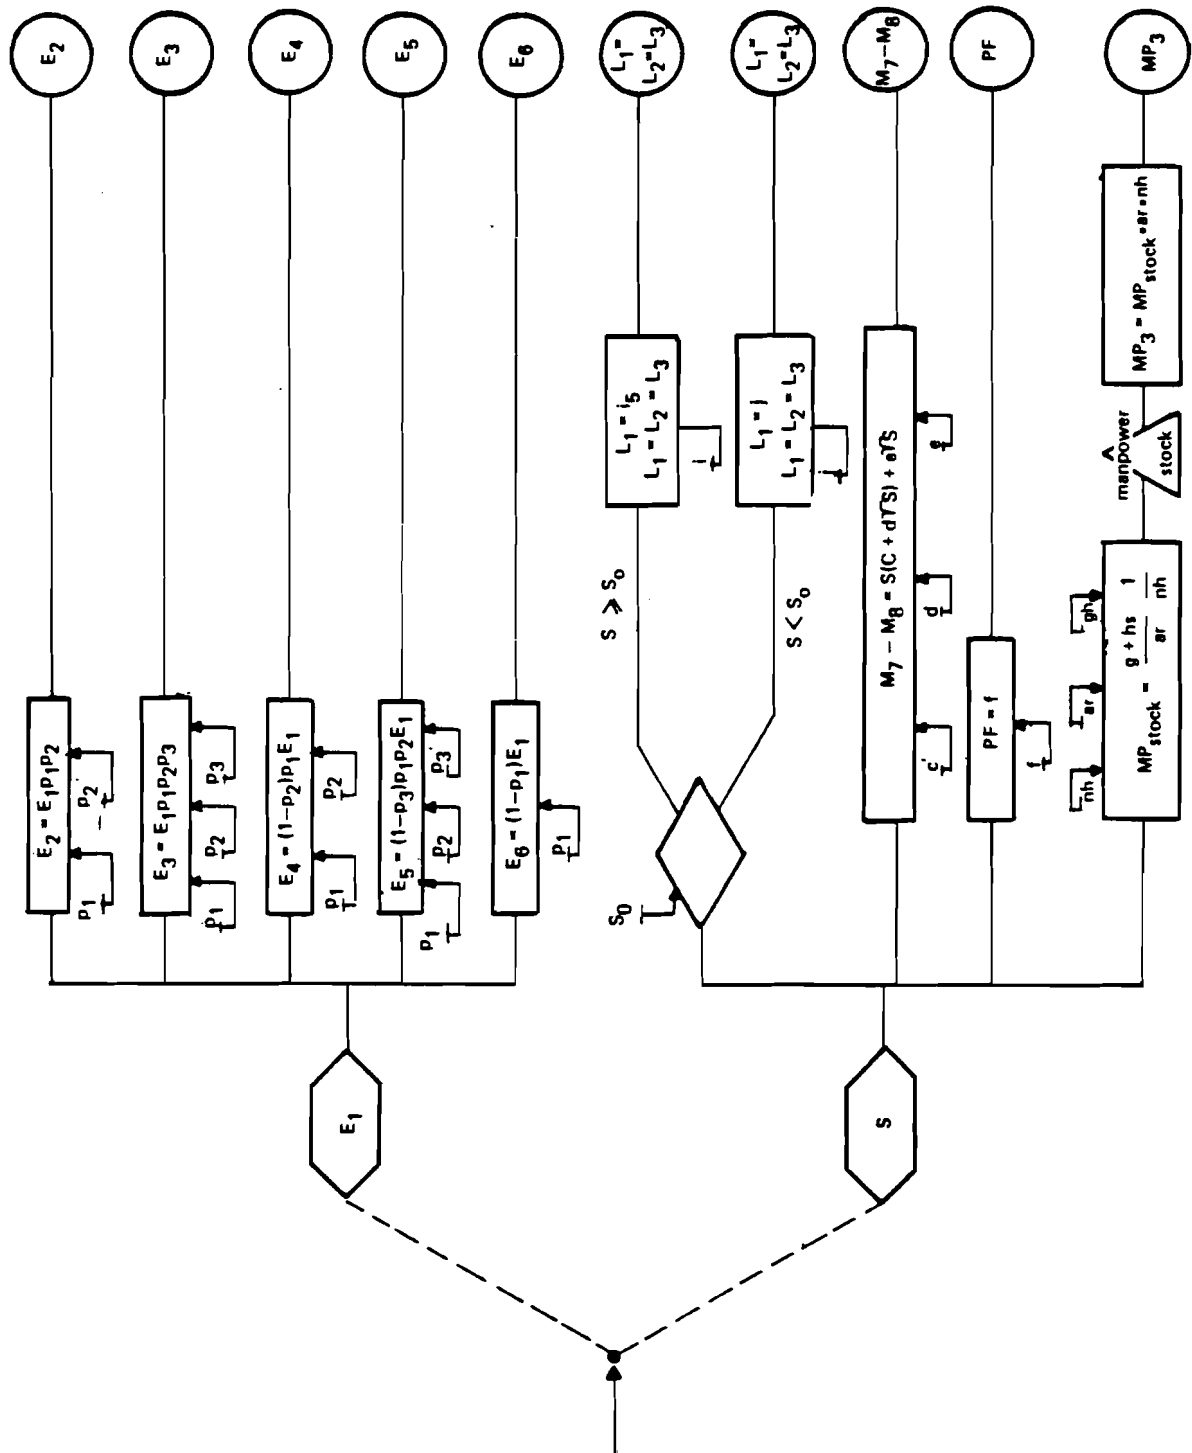 E2
E3
E4
E5
E6
L1 =
L2 = L3
L1 =
L2 = L3
M7 – M8
PF
MP3
E2 = E1p1p2
p1
p2
E3 = E1p1p2p3
p1
p2
p3
E4 = (1-p2)p1E1
p1
p2
E5 = (1-p3)p1p2E1
p1
p2
p3
E6 = (1-p1)E1
p1
E1
S ⩾ So
L1 = i5
L1 = L2 = L3
i
S < So
L1 = j
L1 = L2 = L3
j
S0
M7 – M8 = S(C + dγS) + eγS
c'
d
e
PF = f
f
MPstock = g + hs / ar 1 / nh
nh
ar
gh
manpower
stock
MP3 = MPstock*ar*nh
S